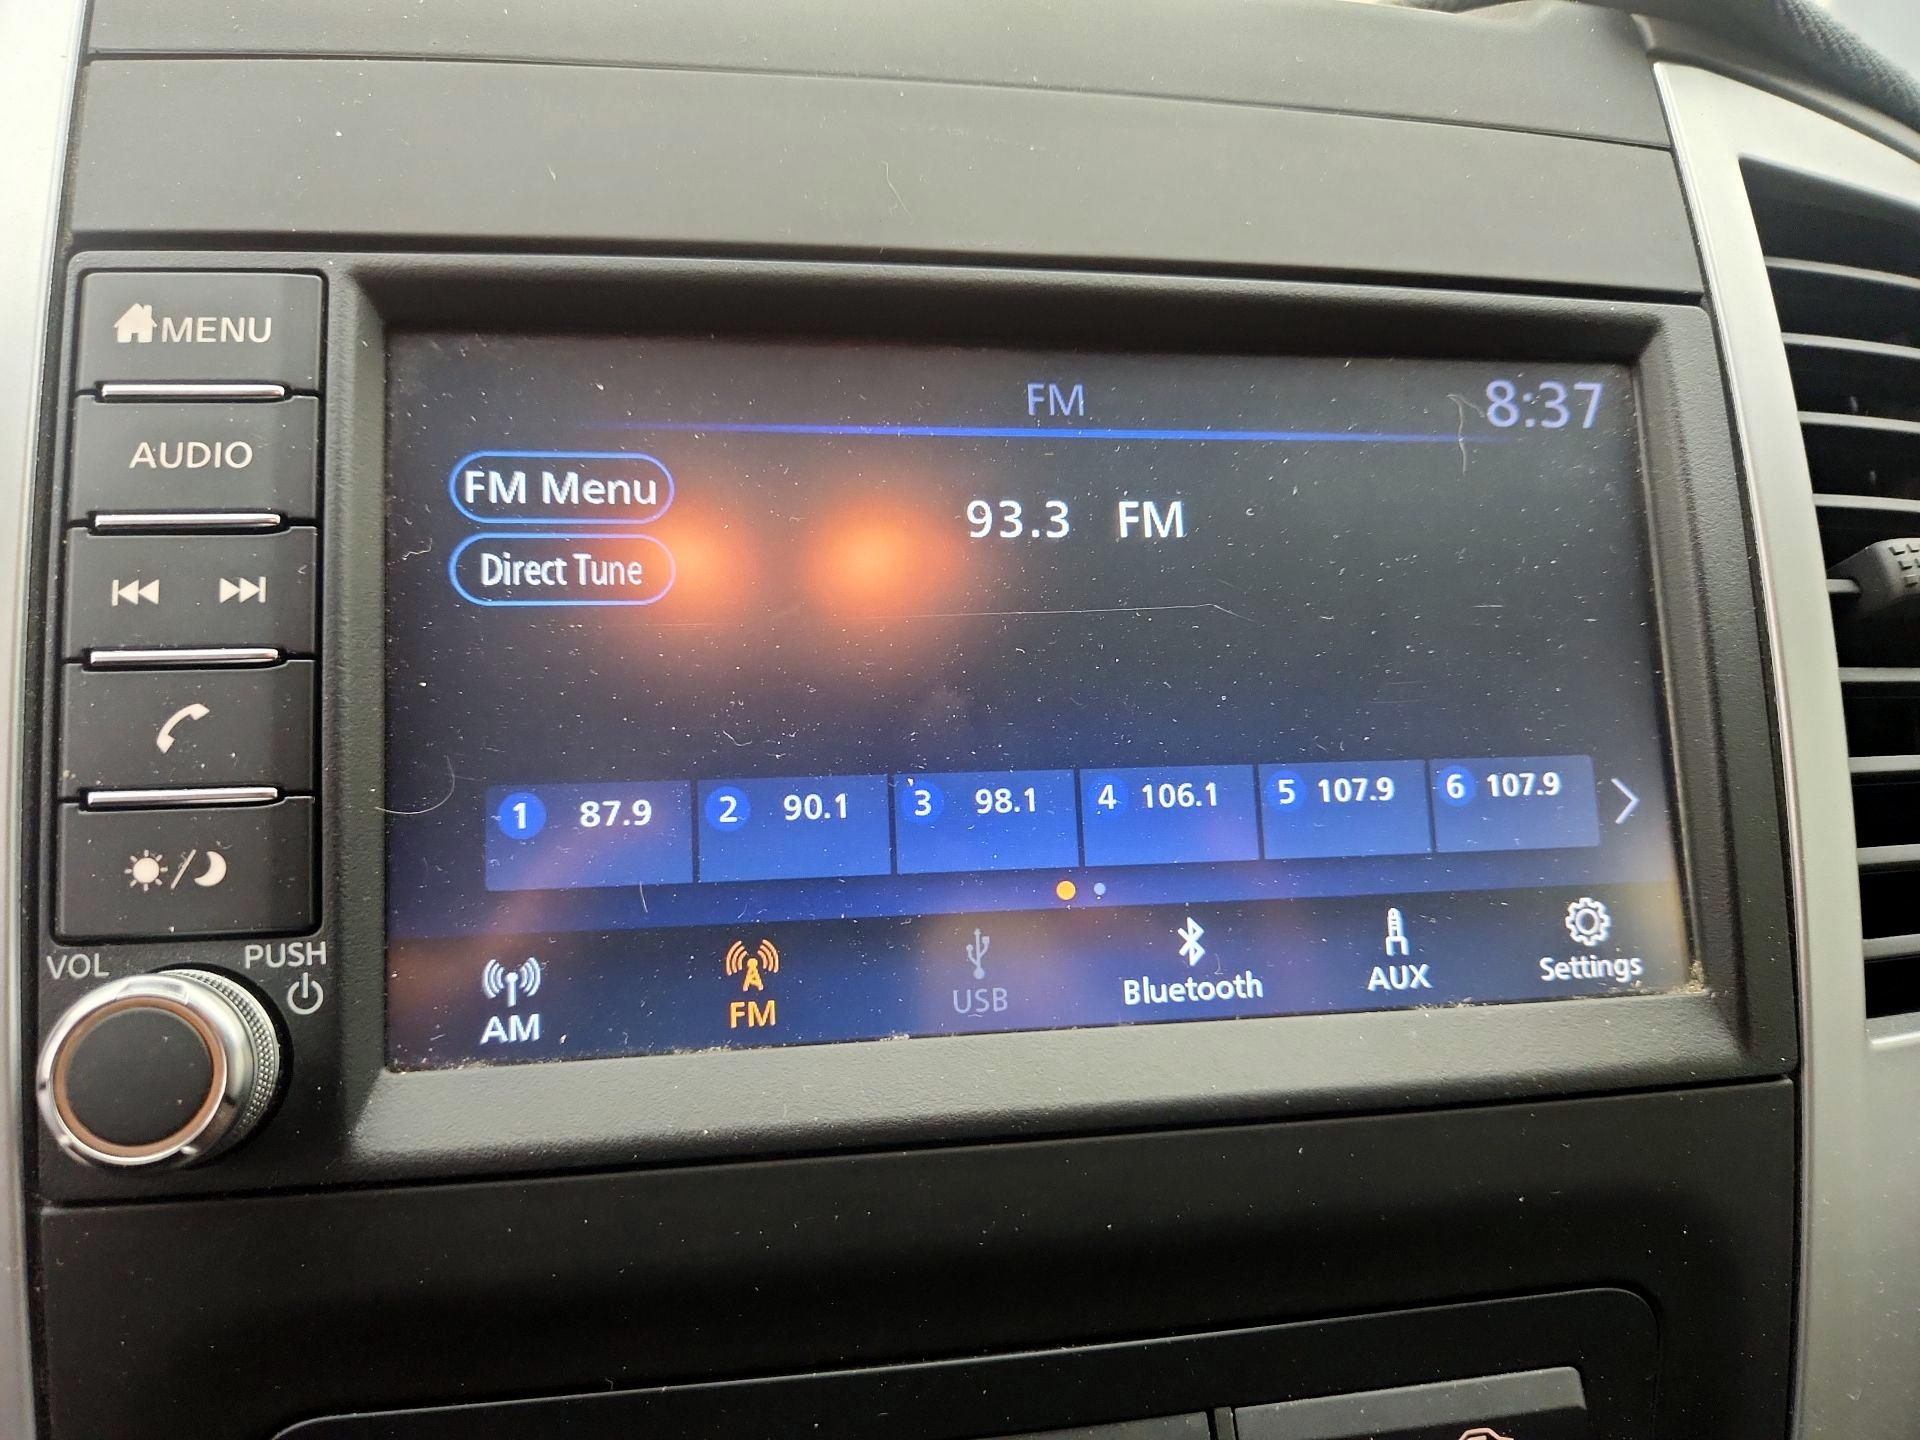 MENU
AUDIO
VOL
PUSH
FM
8:37
FM Menu
Direct Tune
93.3 FM
1 87.9
2 90.1
3 98.1
4 106.1
5 107.9
6 107.9
AM
FM
USB
Bluetooth
AUX
Settings